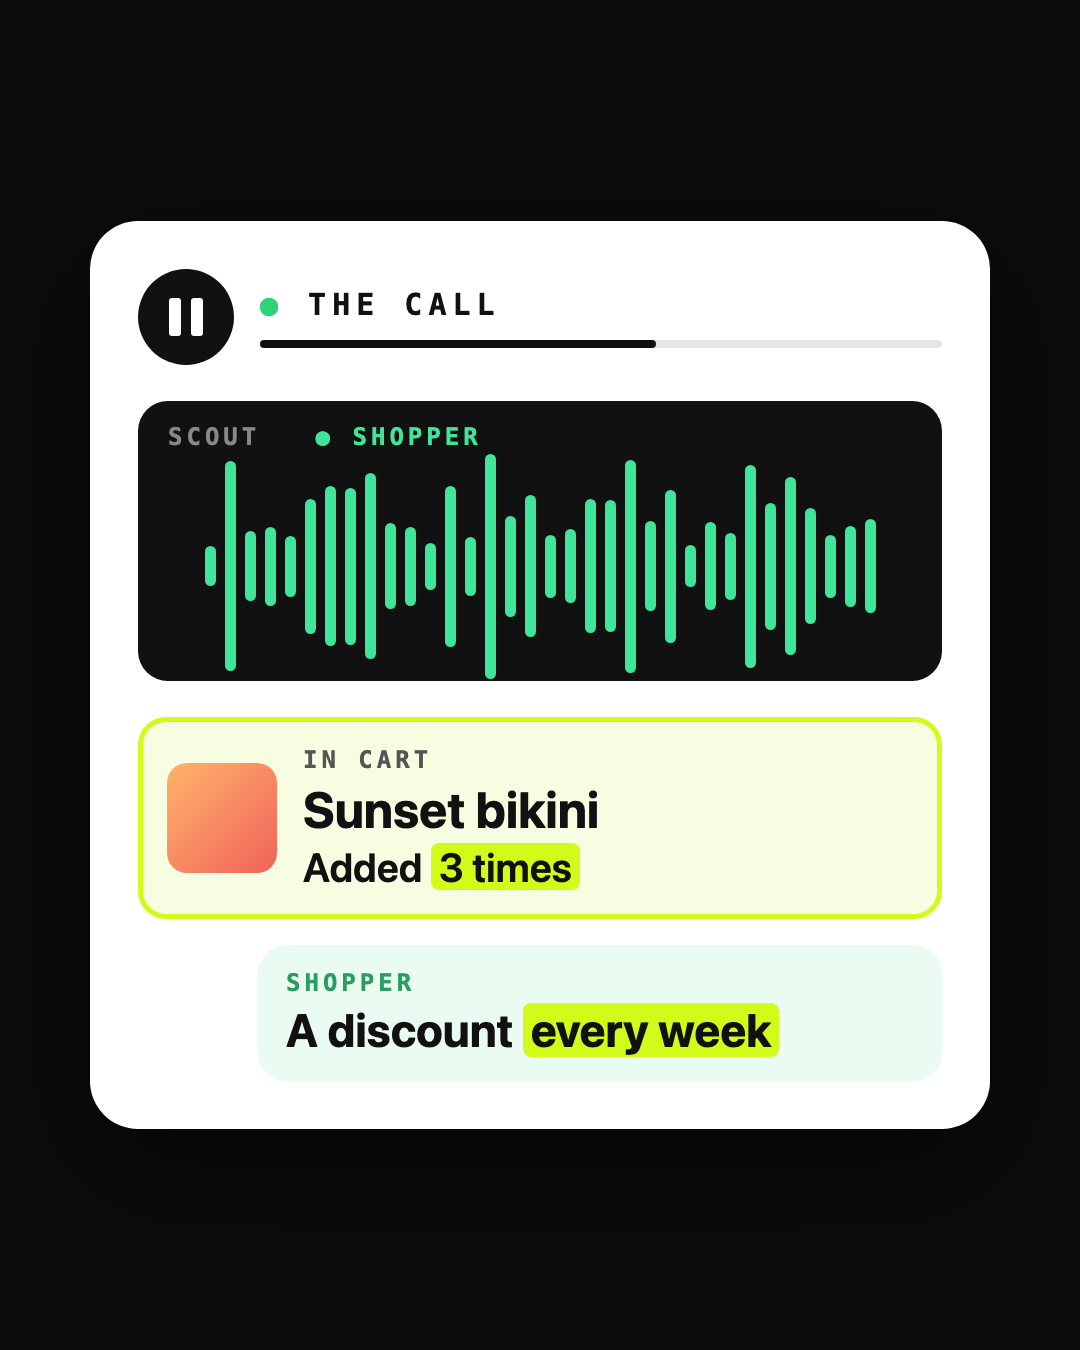 THE CALL
SCOUT SHOPPER
IN CART
Sunset bikini
Added 3 times
SHOPPER
A discount every week